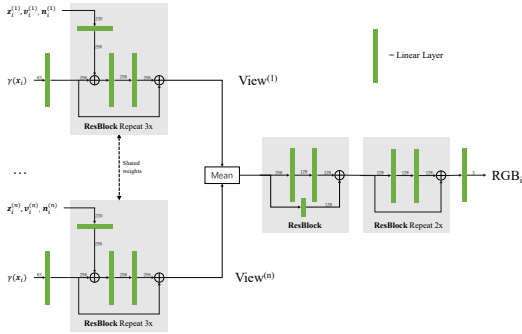 z_i^(1), v_i^(1), n_i^(1)
230
256
γ(x_i)
63
256
256
256
ResBlock Repeat 3x
View^(1)
= Linear Layer
Shared
weights
...
Mean
256
128
128
128
ResBlock
128
128
128
ResBlock Repeat 2x
3
RGB_i
z_i^(n), v_i^(n), n_i^(n)
230
256
γ(x_i)
63
256
256
256
ResBlock Repeat 3x
View^(n)